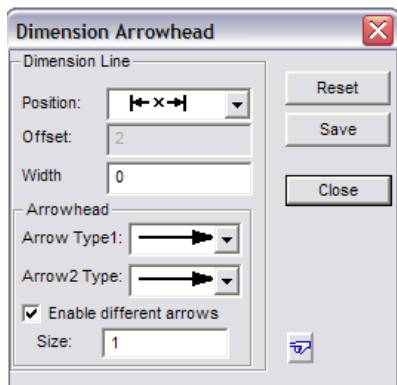 Dimension Arrowhead
Dimension Line
Position: x
Reset
Offset: 2
Save
Width 0
Close
Arrowhead
Arrow Type1:
Arrow2 Type:
Enable different arrows
Size: 1